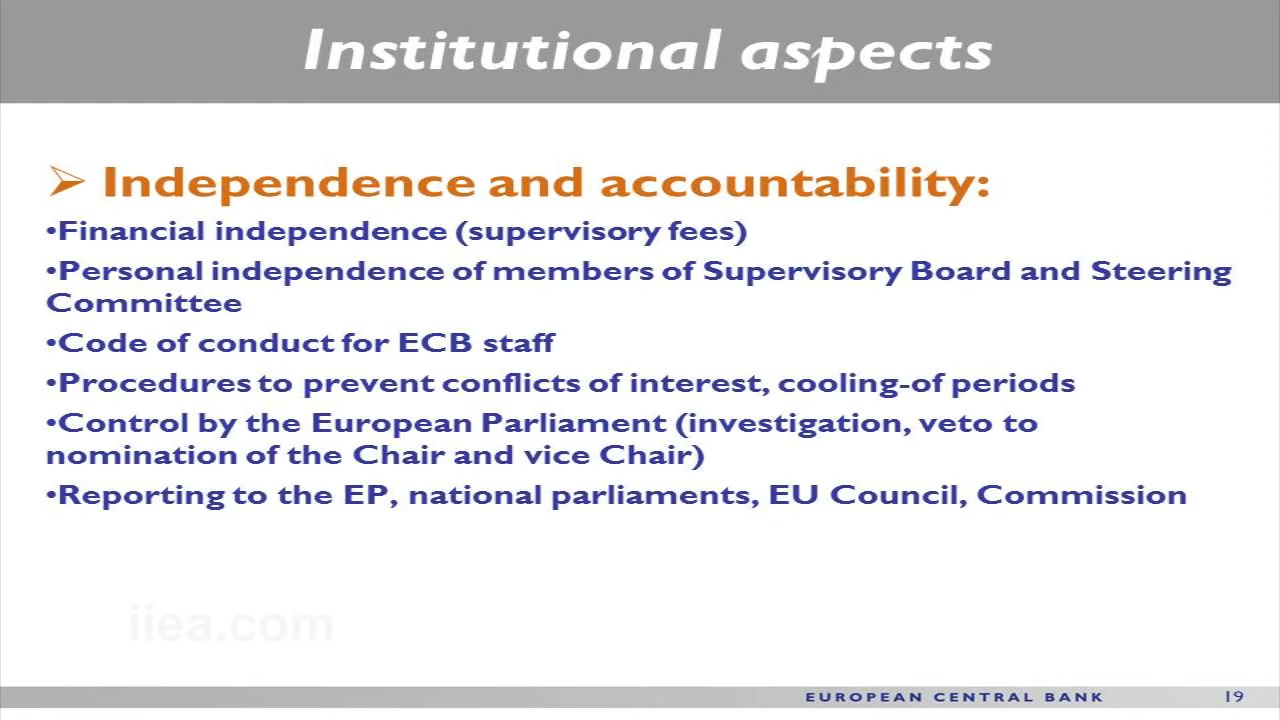 Institutional aspects
➢ Independence and accountability:
•Financial independence (supervisory fees)
•Personal independence of members of Supervisory Board and Steering
Committee
•Code of conduct for ECB staff
•Procedures to prevent conflicts of interest, cooling-of periods
•Control by the European Parliament (investigation, veto to
nomination of the Chair and vice Chair)
•Reporting to the EP, national parliaments, EU Council, Commission
iiea.com
EUROPEAN CENTRAL BANK 19